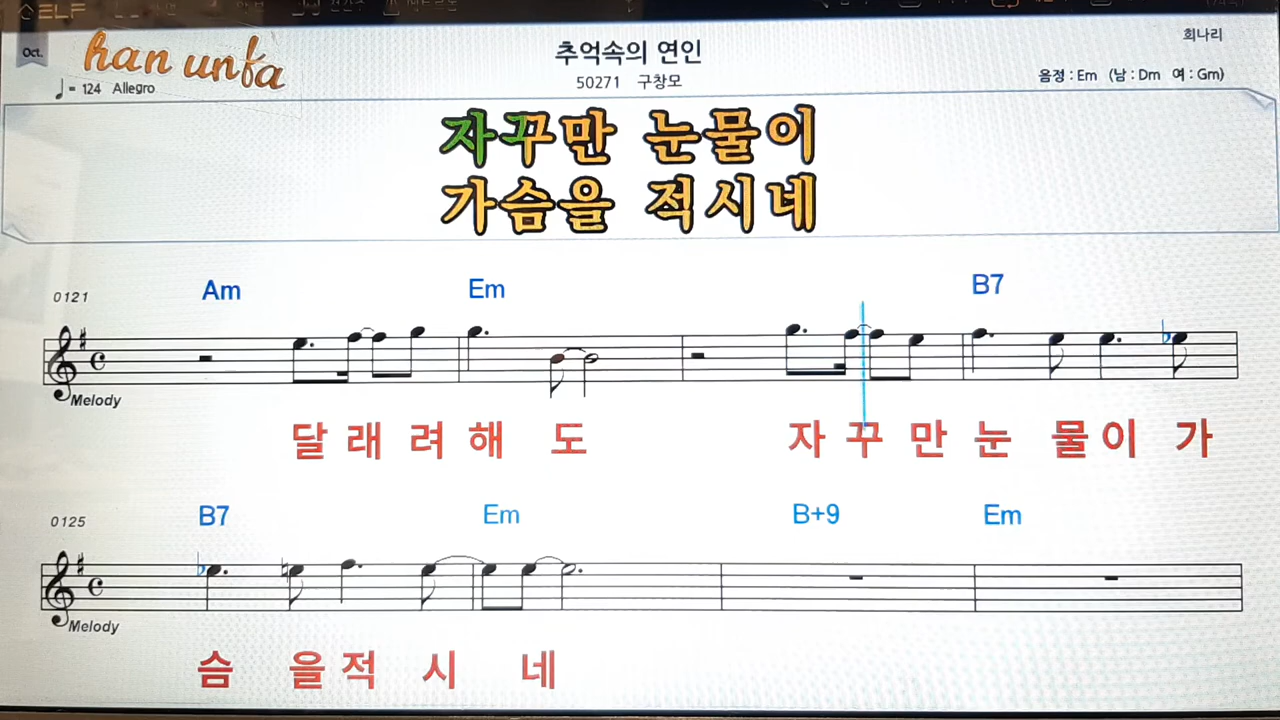 ELF
Oct.
han unfa
추억속의 연인
희나리
50271 구창모
= 124 Allegro
음정 : Em (남 : Dm 여 : Gm)
자꾸만 눈물이
가슴을 적시네
0121 Am Em B7
Melody
달 래 려 해 도 자 꾸 만 눈 물 이 가
0125 B7 Em B+9 Em
Melody
슴 을 적 시 네